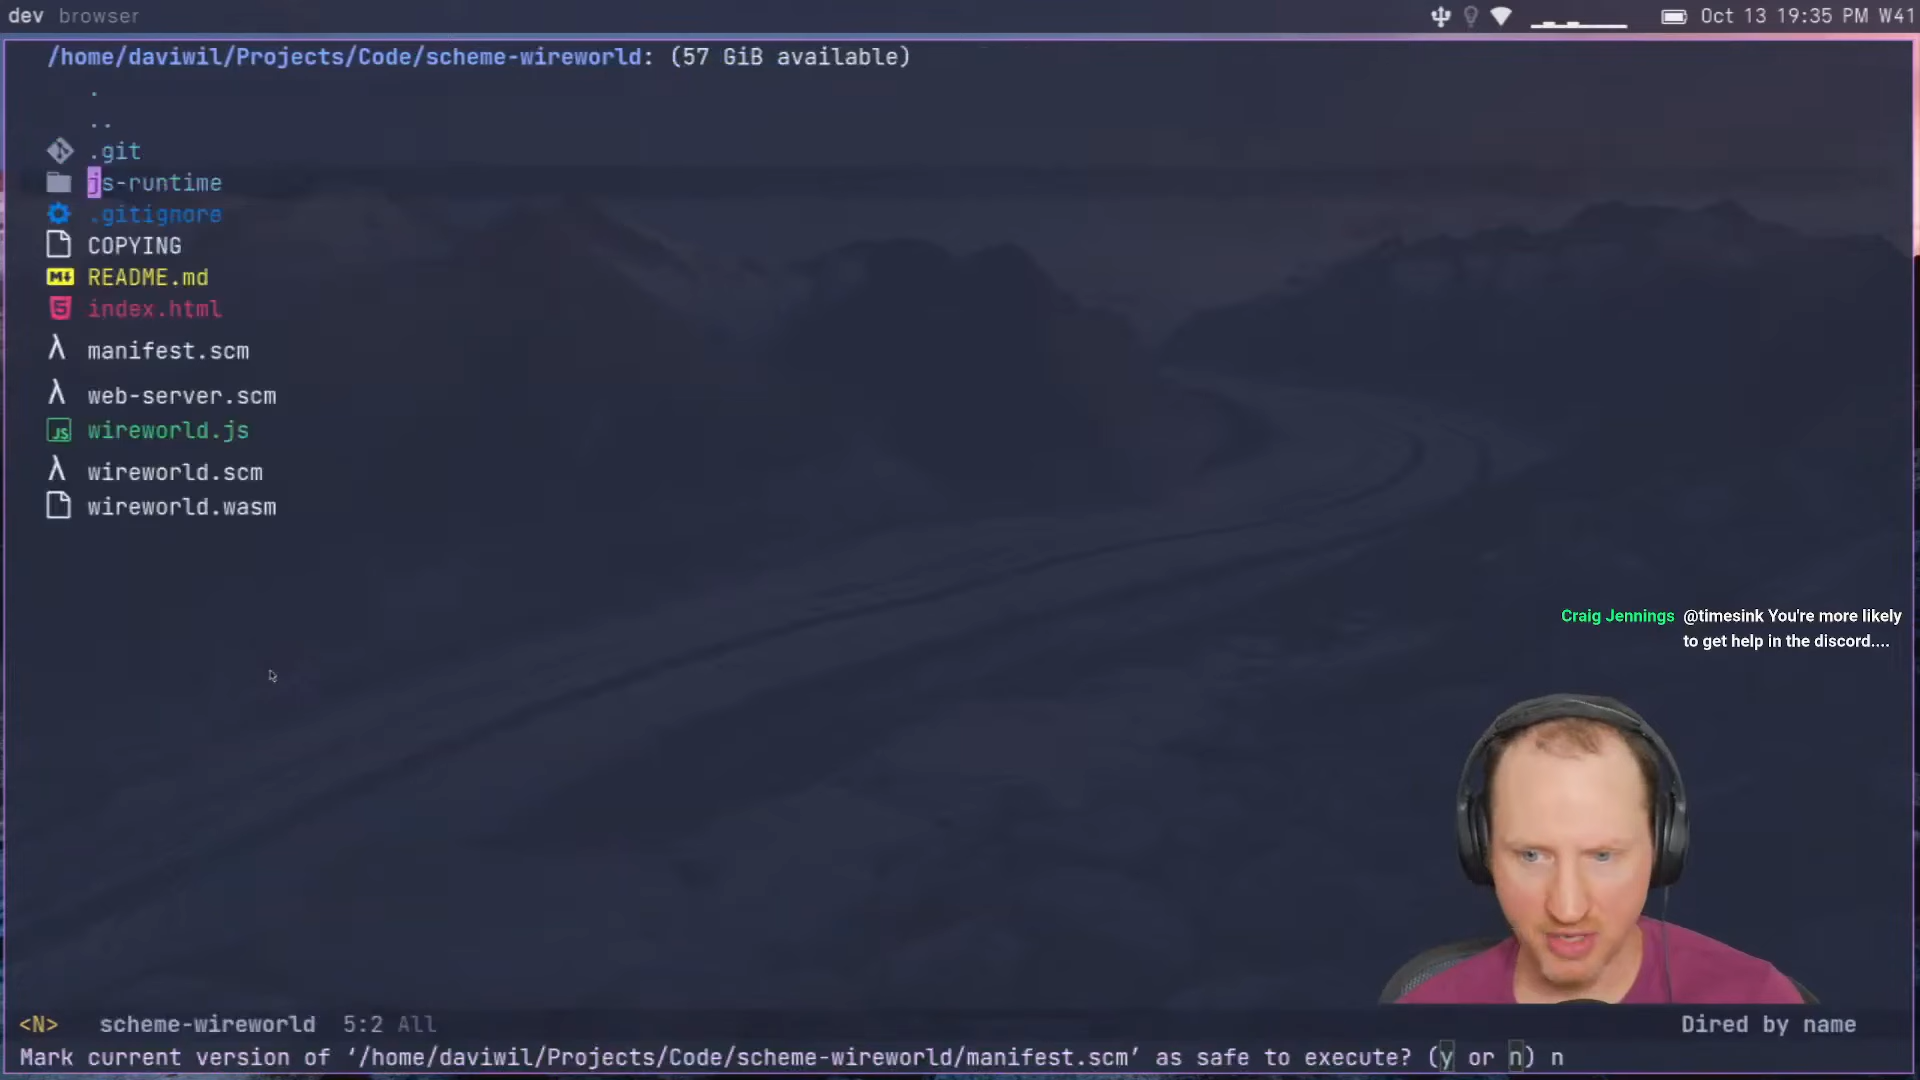 dev browser
Oct 13 19:35 PM W41
/home/daviwil/Projects/Code/scheme-wireworld: (57 GiB available)
.
..
.git
js-runtime
.gitignore
COPYING
M↓ README.md
5 index.html
λ manifest.scm
λ web-server.scm
JS wireworld.js
λ wireworld.scm
wireworld.wasm
Craig Jennings @timesink You're more likely
to get help in the discord....
<N> scheme-wireworld 5:2 All Dired by name
Mark current version of ‘/home/daviwil/Projects/Code/scheme-wireworld/manifest.scm’ as safe to execute? (y or n) n